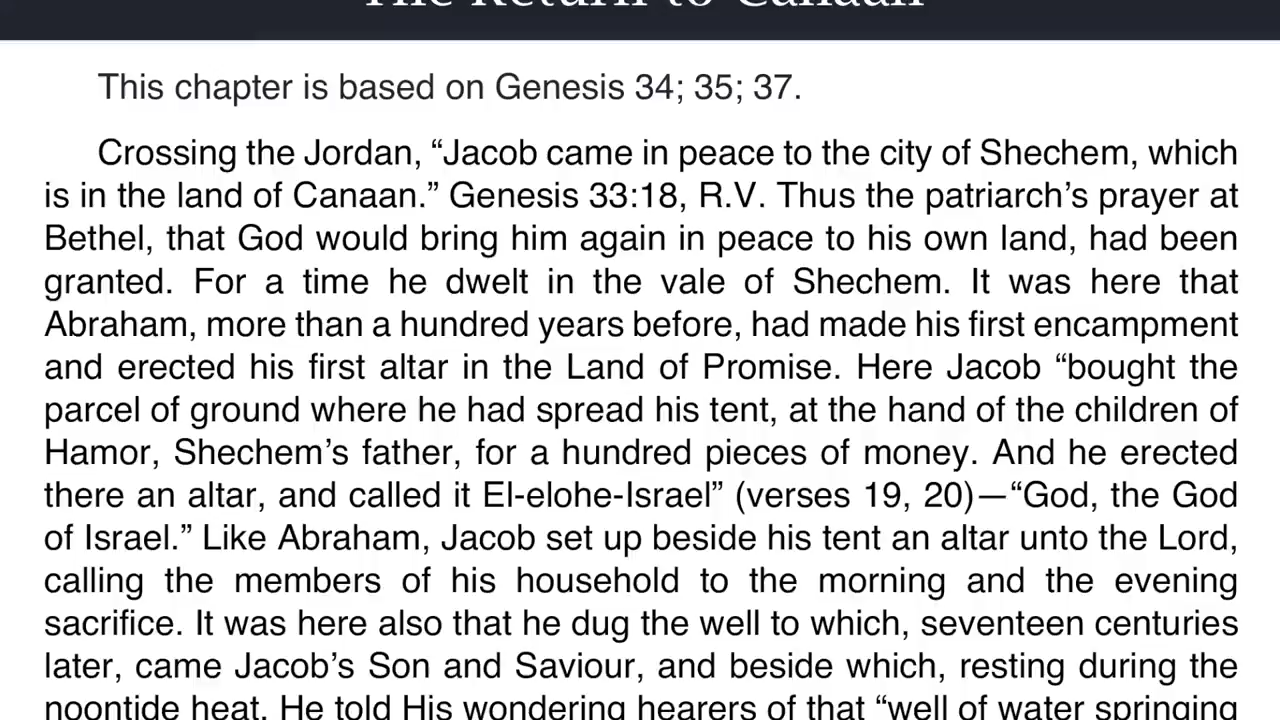 The Return to Canaan
This chapter is based on Genesis 34; 35; 37.
Crossing the Jordan, “Jacob came in peace to the city of Shechem, which
is in the land of Canaan.” Genesis 33:18, R.V. Thus the patriarch’s prayer at
Bethel, that God would bring him again in peace to his own land, had been
granted. For a time he dwelt in the vale of Shechem. It was here that
Abraham, more than a hundred years before, had made his first encampment
and erected his first altar in the Land of Promise. Here Jacob “bought the
parcel of ground where he had spread his tent, at the hand of the children of
Hamor, Shechem’s father, for a hundred pieces of money. And he erected
there an altar, and called it El-elohe-Israel” (verses 19, 20)—“God, the God
of Israel.” Like Abraham, Jacob set up beside his tent an altar unto the Lord,
calling the members of his household to the morning and the evening
sacrifice. It was here also that he dug the well to which, seventeen centuries
later, came Jacob’s Son and Saviour, and beside which, resting during the
noontide heat, He told His wondering hearers of that “well of water springing